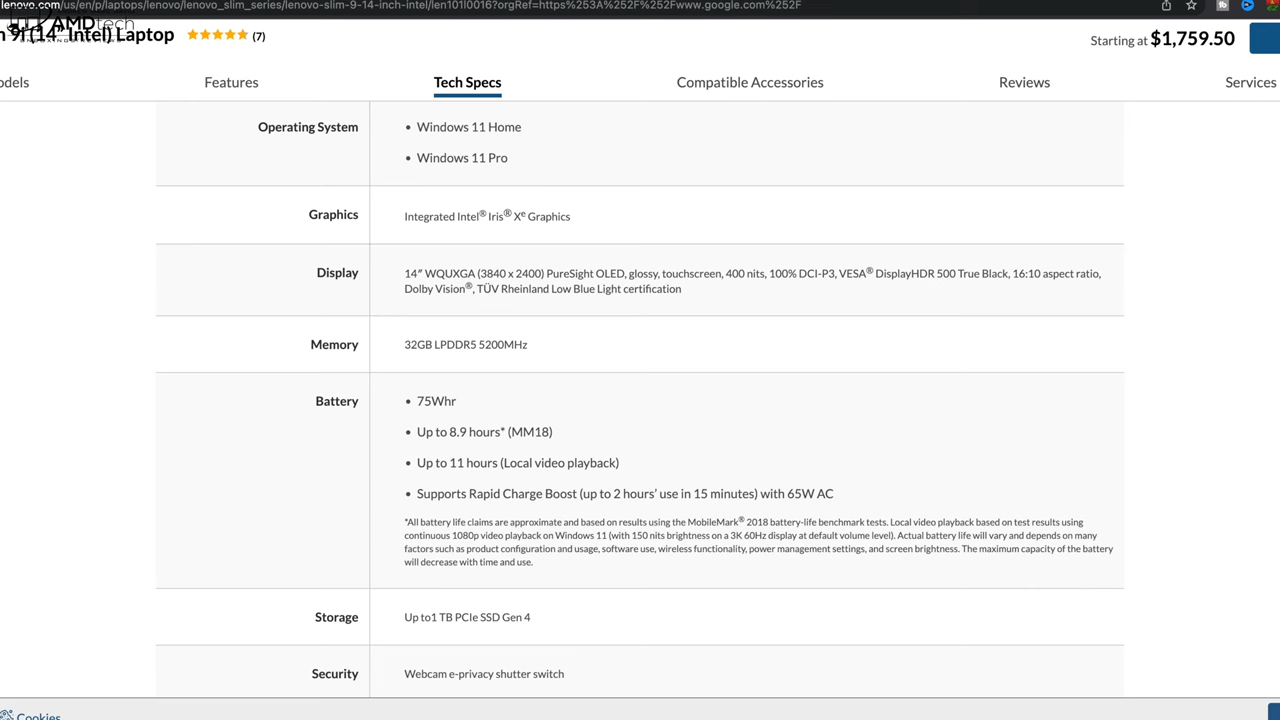 lenovo.com/us/en/p/laptops/lenovo/lenovo_slim_series/lenovo-slim-9-14-inch-intel/len101l0016?orgRef=https%253A%252F%252Fwww.google.com%252F
AMDtech
9i (14" Intel) Laptop
(7)
Starting at $1,759.50
odels
Features
Tech Specs
Compatible Accessories
Reviews
Services
Operating System
• Windows 11 Home
• Windows 11 Pro
Graphics
Integrated Intel® Iris® Xe Graphics
Display
14″ WQUXGA (3840 x 2400) PureSight OLED, glossy, touchscreen, 400 nits, 100% DCI-P3, VESA® DisplayHDR 500 True Black, 16:10 aspect ratio,
Dolby Vision®, TÜV Rheinland Low Blue Light certification
Memory
32GB LPDDR5 5200MHz
Battery
• 75Whr
• Up to 8.9 hours* (MM18)
• Up to 11 hours (Local video playback)
• Supports Rapid Charge Boost (up to 2 hours’ use in 15 minutes) with 65W AC
*All battery life claims are approximate and based on results using the MobileMark® 2018 battery-life benchmark tests. Local video playback based on test results using
continuous 1080p video playback on Windows 11 (with 150 nits brightness on a 3K 60Hz display at default volume level). Actual battery life will vary and depends on many
factors such as product configuration and usage, software use, wireless functionality, power management settings, and screen brightness. The maximum capacity of the battery
will decrease with time and use.
Storage
Up to1 TB PCIe SSD Gen 4
Security
Webcam e-privacy shutter switch
Cookies